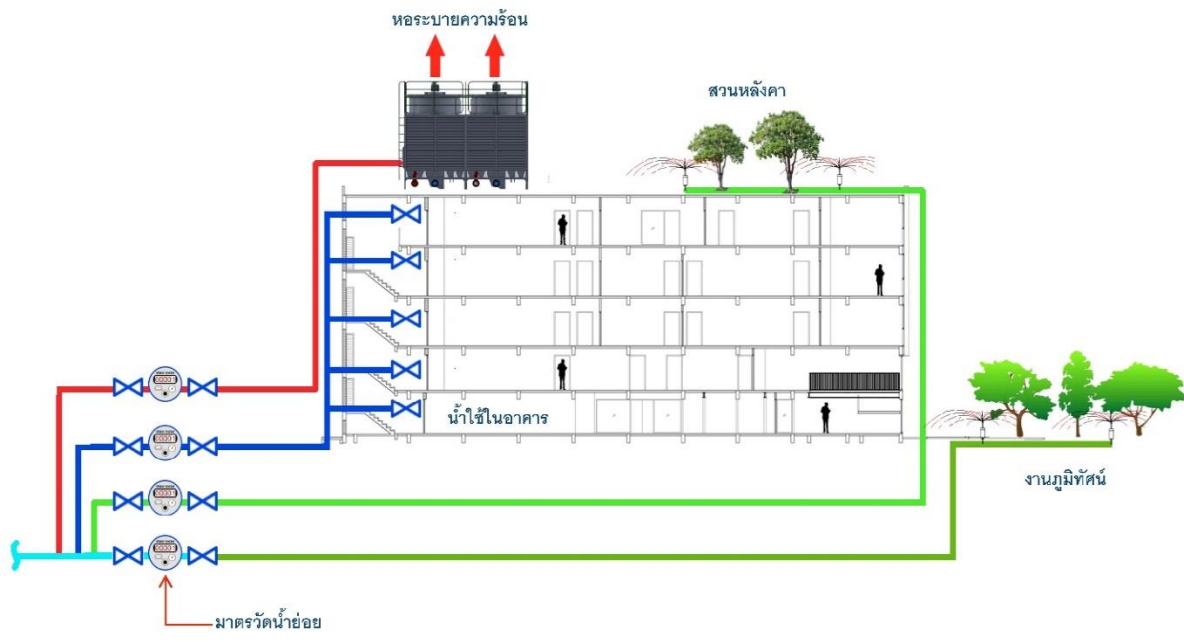 หอระบายความร้อน
สวนหลังคา
น้ำใช้ในอาคาร
งานภูมิทัศน์
มาตรวัดน้ำย่อย